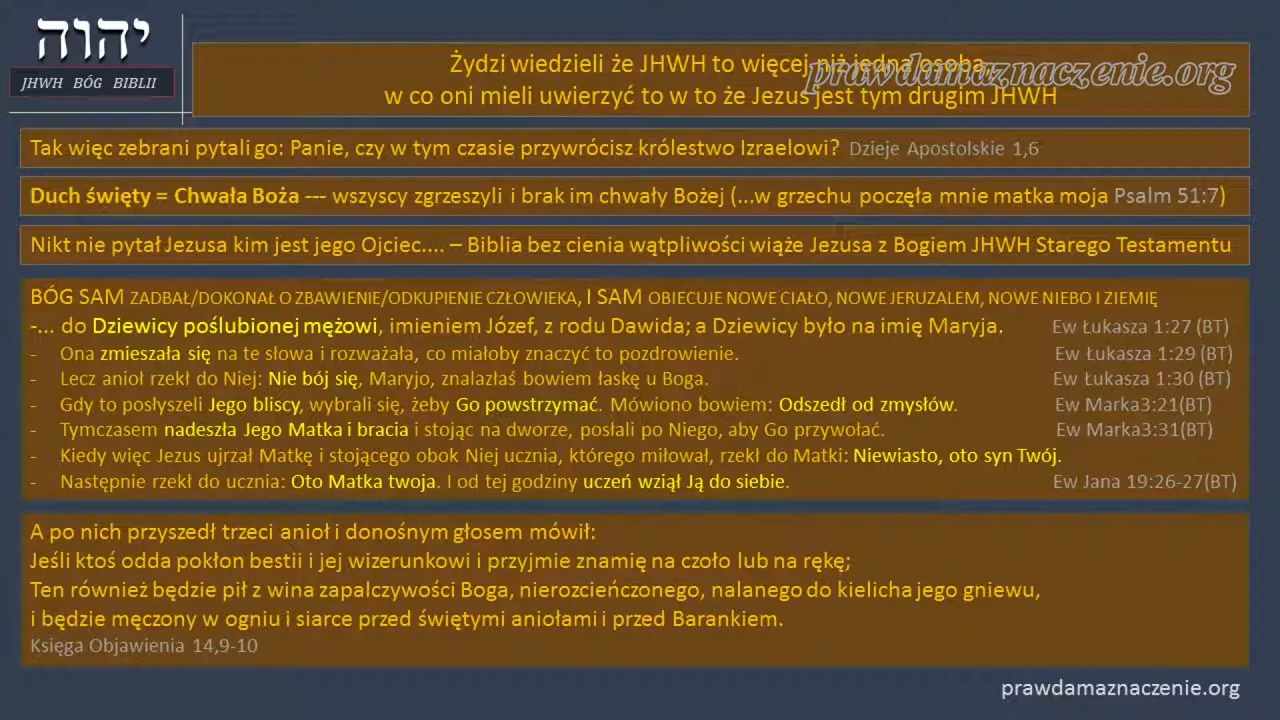 יהוה
JHWH BÓG BIBLII
Żydzi wiedzieli że JHWH to więcej niż jedna osoba
prawdamaznaczenie.org
w co oni mieli uwierzyć to w to że Jezus jest tym drugim JHWH
Tak więc zebrani pytali go: Panie, czy w tym czasie przywrócisz królestwo Izraelowi? Dzieje Apostolskie 1,6
Duch święty = Chwała Boża --- wszyscy zgrzeszyli i brak im chwały Bożej (...w grzechu poczęła mnie matka moja Psalm 51:7)
Nikt nie pytał Jezusa kim jest jego Ojciec.... – Biblia bez cienia wątpliwości wiąże Jezusa z Bogiem JHWH Starego Testamentu
BÓG SAM ZADBAŁ/DOKONAŁ O ZBAWIENIE/ODKUPIENIE CZŁOWIEKA, I SAM OBIECUJE NOWE CIAŁO, NOWE JERUZALEM, NOWE NIEBO I ZIEMIĘ
-... do Dziewicy poślubionej mężowi, imieniem Józef, z rodu Dawida; a Dziewicy było na imię Maryja. Ew Łukasza 1:27 (BT)
- Ona zmieszała się na te słowa i rozważała, co miałoby znaczyć to pozdrowienie. Ew Łukasza 1:29 (BT)
- Lecz anioł rzekł do Niej: Nie bój się, Maryjo, znalazłaś bowiem łaskę u Boga. Ew Łukasza 1:30 (BT)
- Gdy to posłyszeli Jego bliscy, wybrali się, żeby Go powstrzymać. Mówiono bowiem: Odszedł od zmysłów. Ew Marka3:21(BT)
- Tymczasem nadeszła Jego Matka i bracia i stojąc na dworze, posłali po Niego, aby Go przywołać. Ew Marka3:31(BT)
- Kiedy więc Jezus ujrzał Matkę i stojącego obok Niej ucznia, którego miłował, rzekł do Matki: Niewiasto, oto syn Twój.
- Następnie rzekł do ucznia: Oto Matka twoja. I od tej godziny uczeń wziął Ją do siebie. Ew Jana 19:26-27(BT)
A po nich przyszedł trzeci anioł i donośnym głosem mówił:
Jeśli ktoś odda pokłon bestii i jej wizerunkowi i przyjmie znamię na czoło lub na rękę;
Ten również będzie pił z wina zapalczywości Boga, nierozcieńczonego, nalanego do kielicha jego gniewu,
i będzie męczony w ogniu i siarce przed świętymi aniołami i przed Barankiem.
Księga Objawienia 14,9-10
prawdamaznaczenie.org